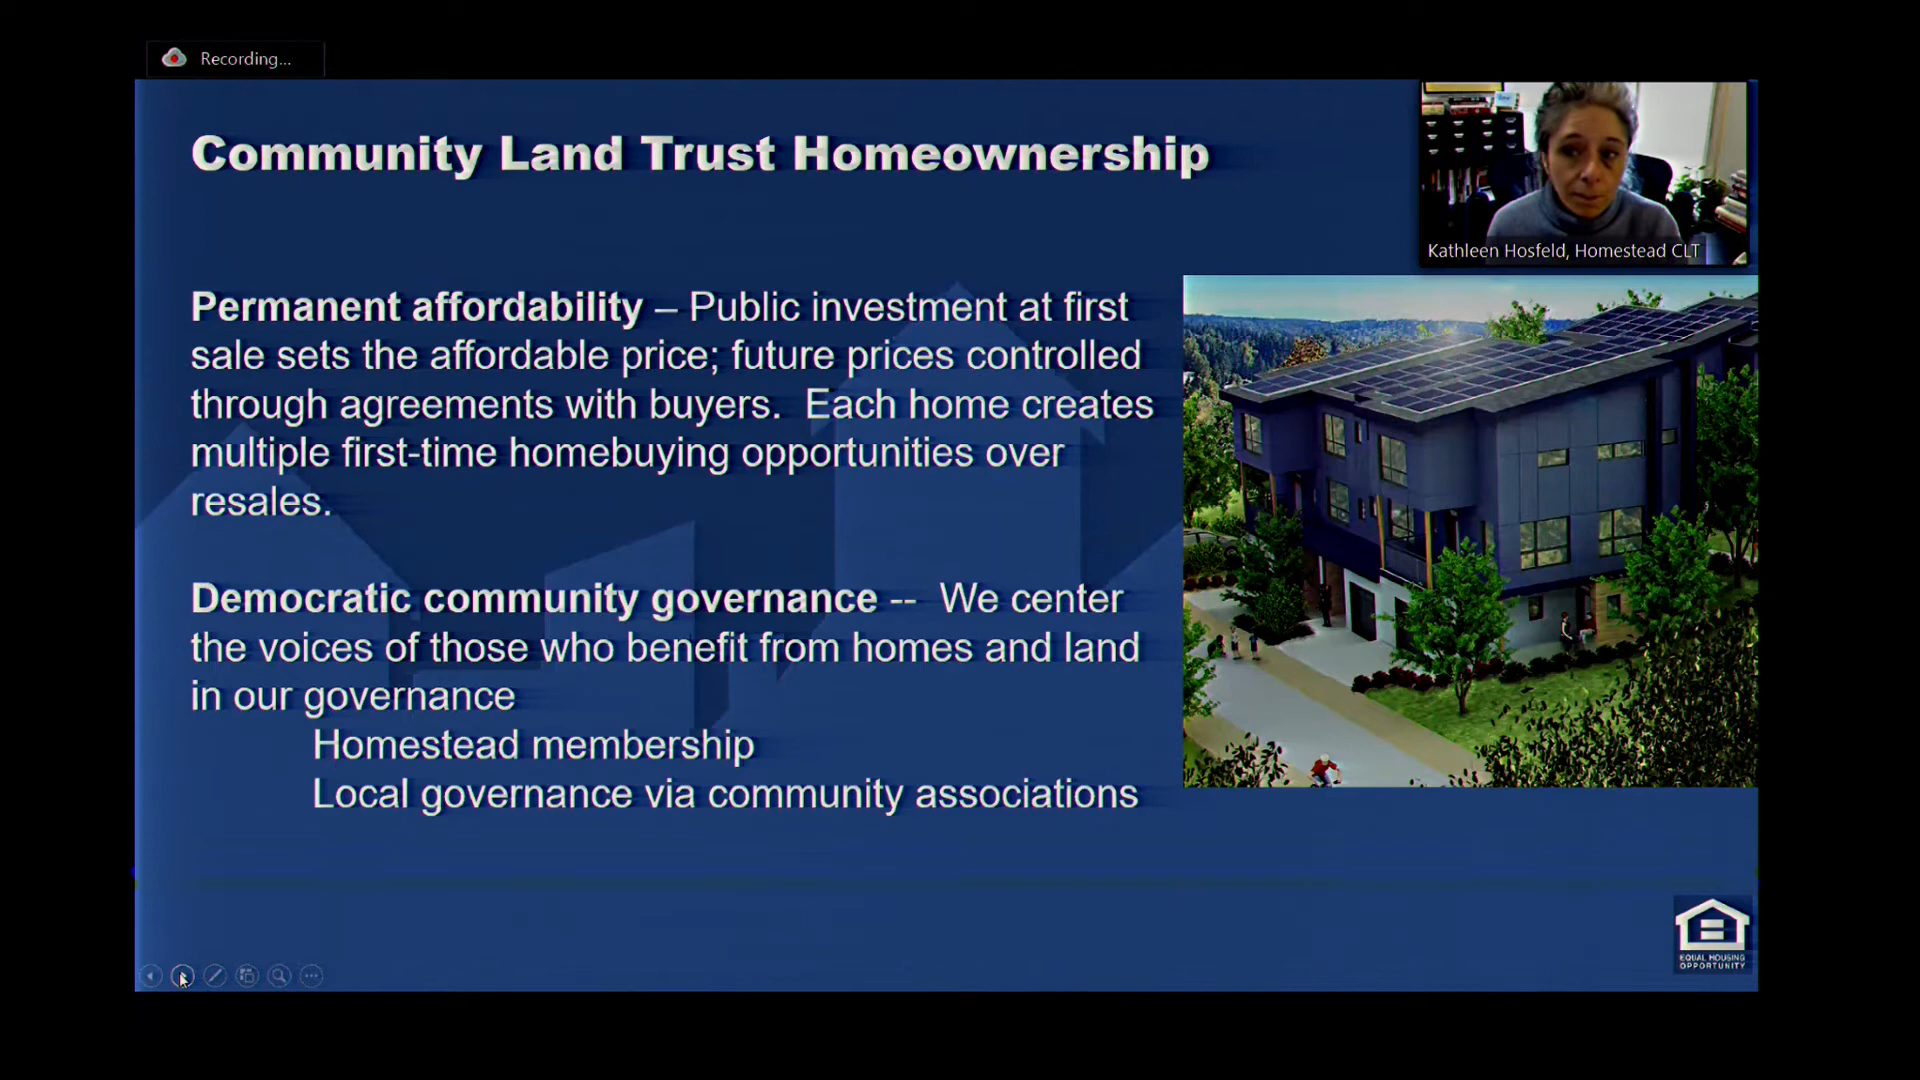 Recording...
Community Land Trust Homeownership
Kathleen Hosfeld, Homestead CLT
Permanent affordability – Public investment at first
sale sets the affordable price; future prices controlled
through agreements with buyers.  Each home creates
multiple first-time homebuying opportunities over
resales.
Democratic community governance --  We center
the voices of those who benefit from homes and land
in our governance
Homestead membership
Local governance via community associations
EQUAL HOUSING
OPPORTUNITY